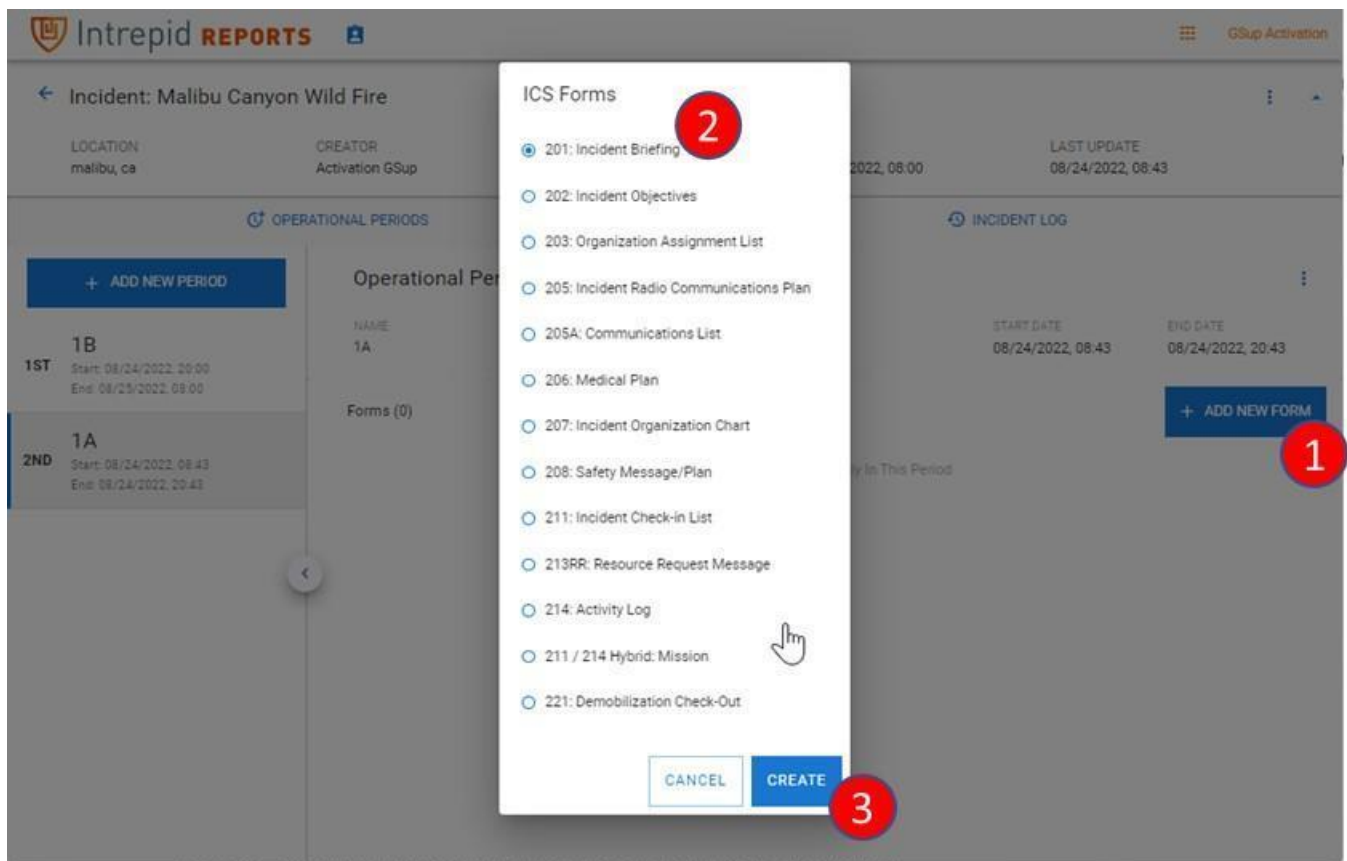 Intrepid REPORTS
GSup Activation
Incident: Malibu Canyon Wild Fire
LOCATION
malibu, ca
CREATOR
Activation GSup
2022, 08:00
LAST UPDATE
08/24/2022, 08:43
OPERATIONAL PERIODS
INCIDENT LOG
+ ADD NEW PERIOD
1ST
1B
Start: 08/24/2022, 20:00
End: 08/25/2022, 08:00
2ND
1A
Start: 08/24/2022, 08:43
End: 08/24/2022, 20:43
Operational Per
NAME
1A
START DATE
08/24/2022, 08:43
END DATE
08/24/2022, 20:43
Forms (0)
+ ADD NEW FORM
1
y In This Period
ICS Forms
2
201: Incident Briefing
202: Incident Objectives
203: Organization Assignment List
205: Incident Radio Communications Plan
205A: Communications List
206: Medical Plan
207: Incident Organization Chart
208: Safety Message/Plan
211: Incident Check-in List
213RR: Resource Request Message
214: Activity Log
211 / 214 Hybrid: Mission
221: Demobilization Check-Out
CANCEL
CREATE
3